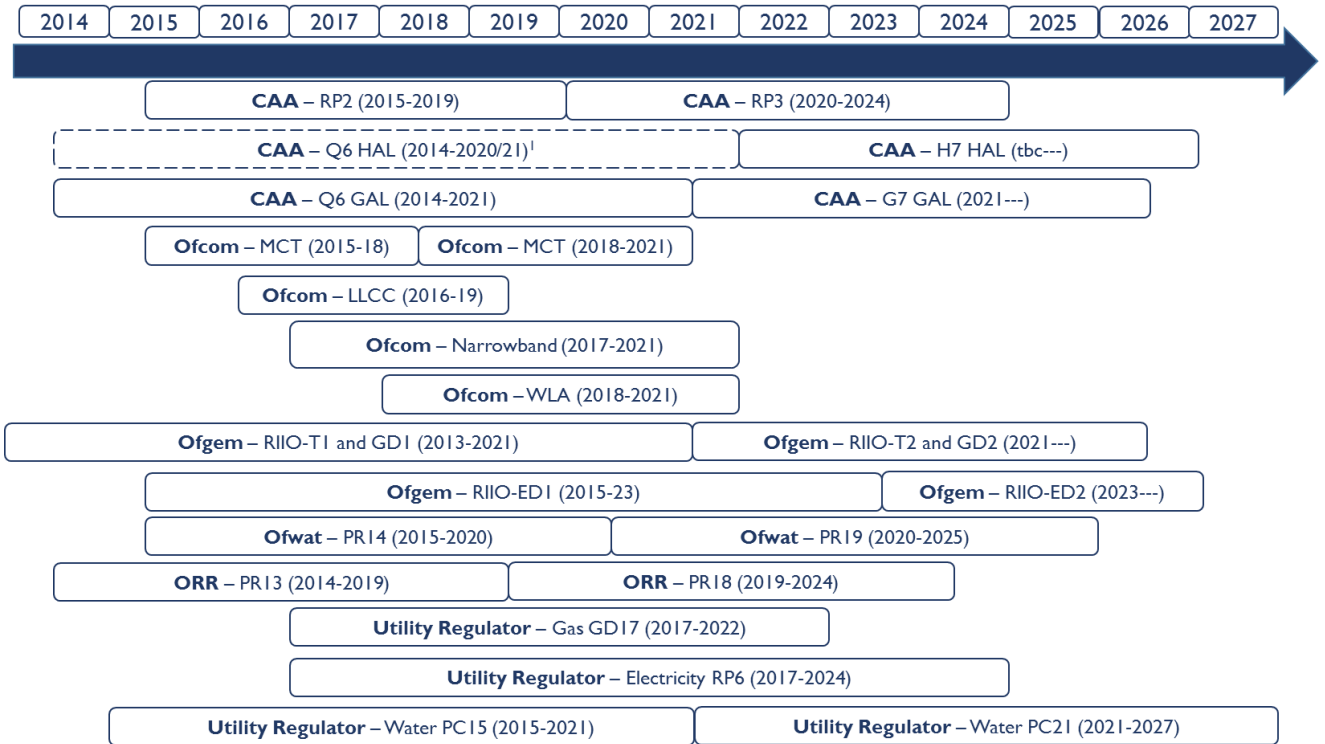 2014 2015 2016 2017 2018 2019 2020 2021 2022 2023 2024 2025 2026 2027
CAA – RP2 (2015-2019) CAA – RP3 (2020-2024)
CAA – Q6 HAL (2014-2020/21)¹ CAA – H7 HAL (tbc---)
CAA – Q6 GAL (2014-2021) CAA – G7 GAL (2021---)
Ofcom – MCT (2015-18) Ofcom – MCT (2018-2021)
Ofcom – LLCC (2016-19)
Ofcom – Narrowband (2017-2021)
Ofcom – WLA (2018-2021)
Ofgem – RIIO-T1 and GD1 (2013-2021) Ofgem – RIIO-T2 and GD2 (2021---)
Ofgem – RIIO-ED1 (2015-23) Ofgem – RIIO-ED2 (2023---)
Ofwat – PR14 (2015-2020) Ofwat – PR19 (2020-2025)
ORR – PR13 (2014-2019) ORR – PR18 (2019-2024)
Utility Regulator – Gas GD17 (2017-2022)
Utility Regulator – Electricity RP6 (2017-2024)
Utility Regulator – Water PC15 (2015-2021) Utility Regulator – Water PC21 (2021-2027)